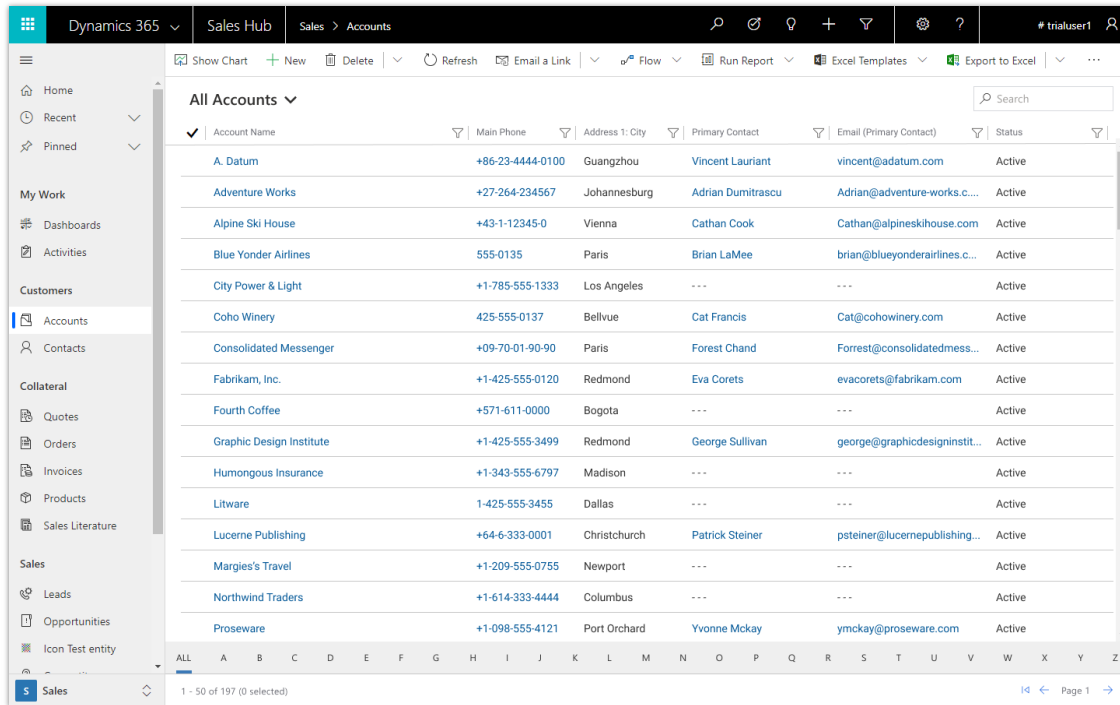 Dynamics 365 Sales Hub Sales > Accounts # trialuser1
Show Chart New Delete Refresh Email a Link Flow Run Report Excel Templates Export to Excel
Home
Recent
Pinned
My Work
Dashboards
Activities
Customers
Accounts
Contacts
Collateral
Quotes
Orders
Invoices
Products
Sales Literature
Sales
Leads
Opportunities
Icon Test entity
S Sales
All Accounts Search
Account Name Main Phone Address 1: City Primary Contact Email (Primary Contact) Status
A. Datum +86-23-4444-0100 Guangzhou Vincent Lauriant vincent@adatum.com Active
Adventure Works +27-264-234567 Johannesburg Adrian Dumitrascu Adrian@adventure-works.c... Active
Alpine Ski House +43-1-12345-0 Vienna Cathan Cook Cathan@alpineskihouse.com Active
Blue Yonder Airlines 555-0135 Paris Brian LaMee brian@blueyonderairlines.c... Active
City Power & Light +1-785-555-1333 Los Angeles --- --- Active
Coho Winery 425-555-0137 Bellvue Cat Francis Cat@cohowinery.com Active
Consolidated Messenger +09-70-01-90-90 Paris Forest Chand Forrest@consolidatedmess... Active
Fabrikam, Inc. +1-425-555-0120 Redmond Eva Corets evacorets@fabrikam.com Active
Fourth Coffee +571-611-0000 Bogota --- --- Active
Graphic Design Institute +1-425-555-3499 Redmond George Sullivan george@graphicdesigninstit... Active
Humongous Insurance +1-343-555-6797 Madison --- --- Active
Litware 1-425-555-3455 Dallas --- --- Active
Lucerne Publishing +64-6-333-0001 Christchurch Patrick Steiner psteiner@lucernepublishing... Active
Margies's Travel +1-209-555-0755 Newport --- --- Active
Northwind Traders +1-614-333-4444 Columbus --- --- Active
Proseware +1-098-555-4121 Port Orchard Yvonne Mckay ymckay@proseware.com Active
ALL A B C D E F G H I J K L M N O P Q R S T U V W X Y Z
1 - 50 of 197 (0 selected) Page 1